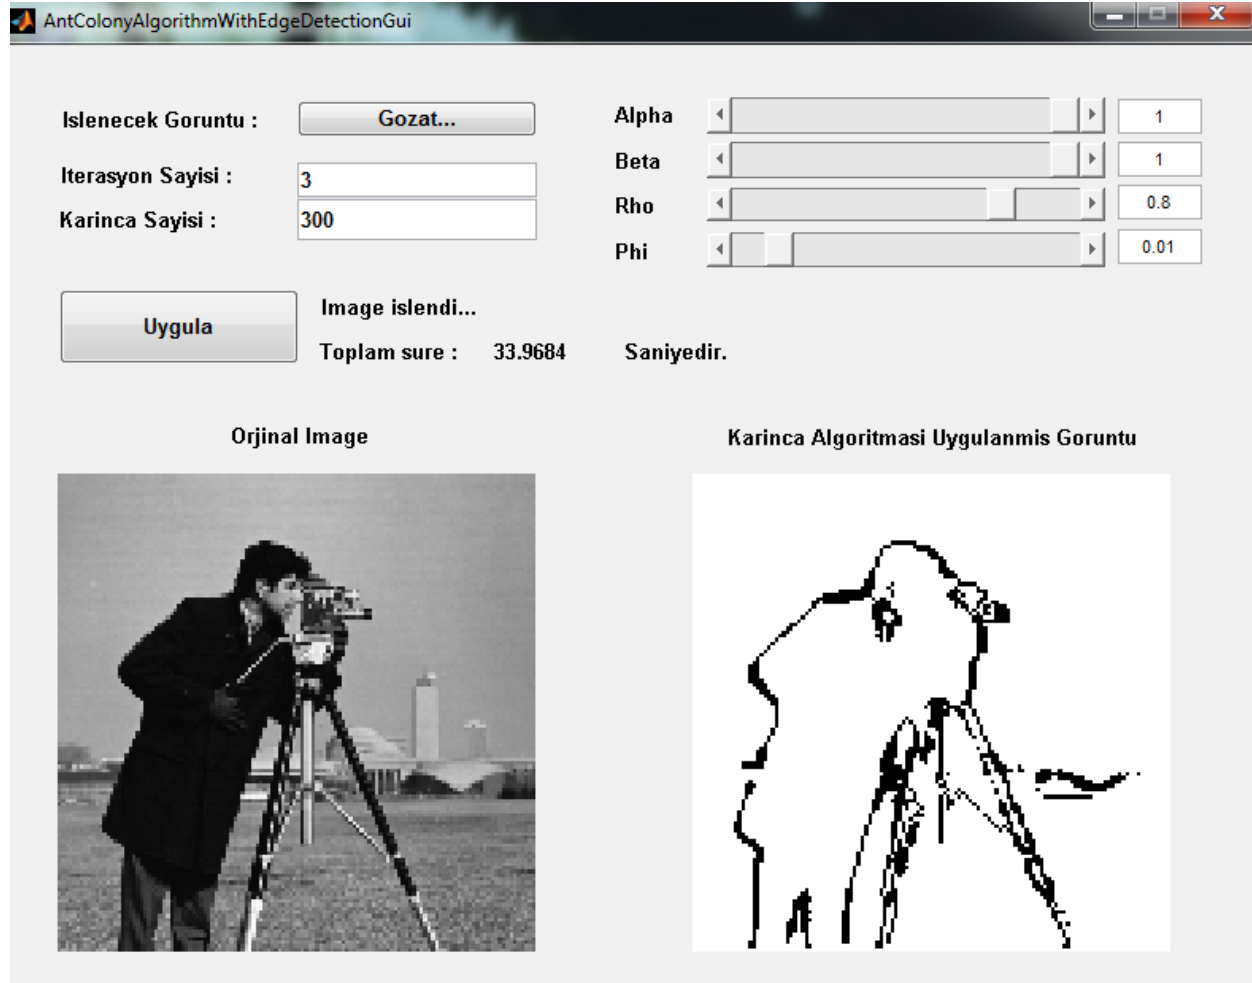 AntColonyAlgorithmWithEdgeDetectionGui
Islenecek Goruntu : Gozat...
Iterasyon Sayisi : 3
Karinca Sayisi : 300
Alpha 1
Beta 1
Rho 0.8
Phi 0.01
Uygula
Image islendi...
Toplam sure : 33.9684 Saniyedir.
Orjinal Image
Karinca Algoritmasi Uygulanmis Goruntu